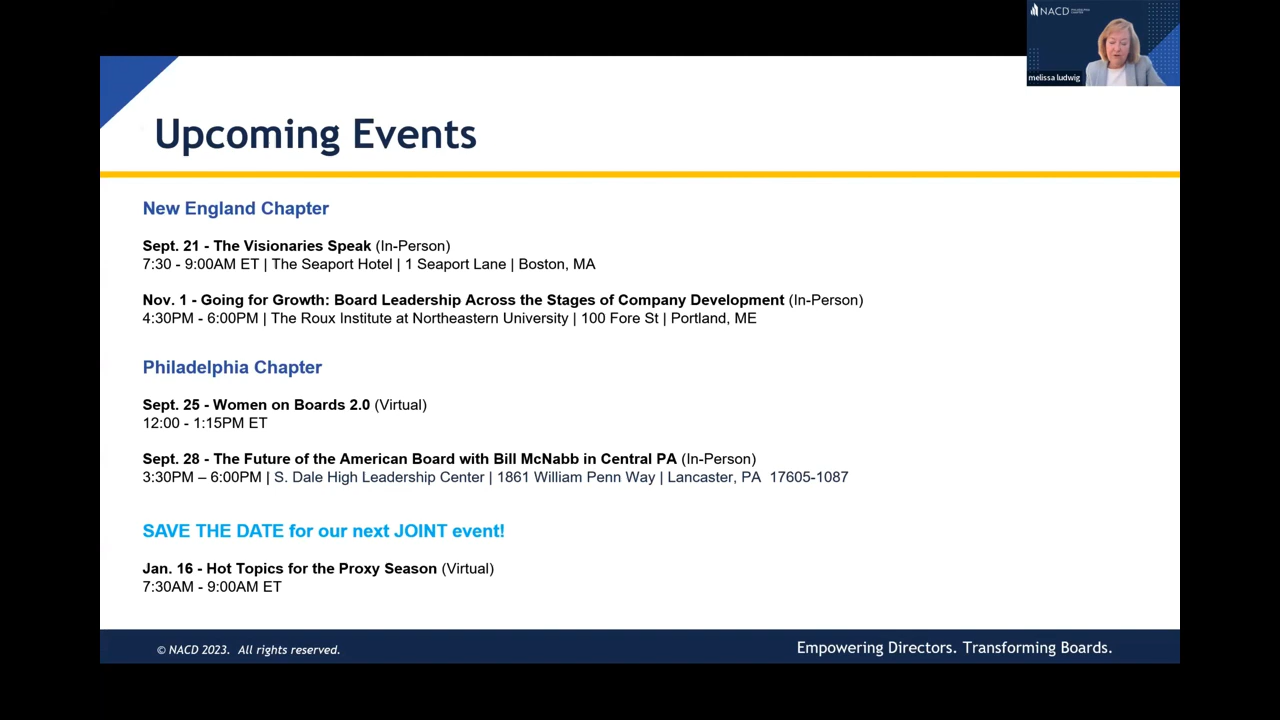 NACD PHILADELPHIA CHAPTER
melissa ludwig
Upcoming Events
New England Chapter
Sept. 21 - The Visionaries Speak (In-Person)
7:30 - 9:00AM ET | The Seaport Hotel | 1 Seaport Lane | Boston, MA
Nov. 1 - Going for Growth: Board Leadership Across the Stages of Company Development (In-Person)
4:30PM - 6:00PM | The Roux Institute at Northeastern University | 100 Fore St | Portland, ME
Philadelphia Chapter
Sept. 25 - Women on Boards 2.0 (Virtual)
12:00 - 1:15PM ET
Sept. 28 - The Future of the American Board with Bill McNabb in Central PA (In-Person)
3:30PM – 6:00PM | S. Dale High Leadership Center | 1861 William Penn Way | Lancaster, PA  17605-1087
SAVE THE DATE for our next JOINT event!
Jan. 16 - Hot Topics for the Proxy Season (Virtual)
7:30AM - 9:00AM ET
© NACD 2023.  All rights reserved.
Empowering Directors. Transforming Boards.